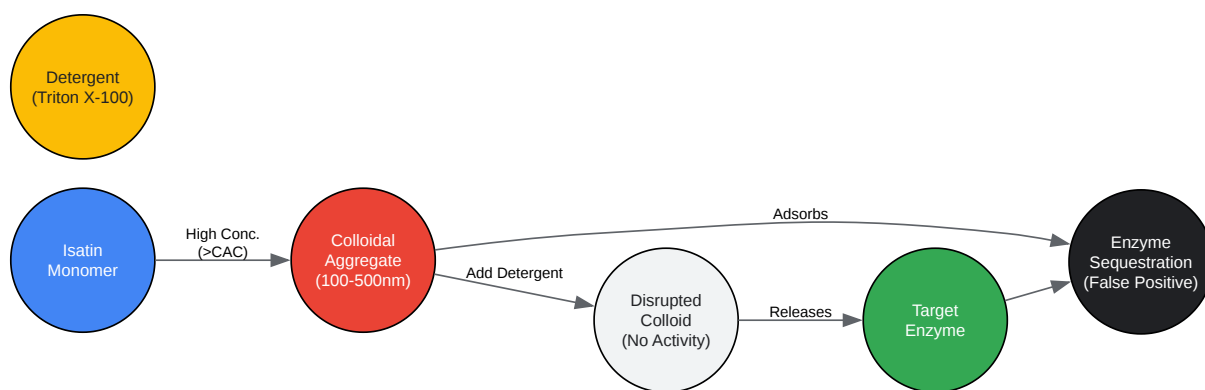 Detergent
(Triton X-100)
Isatin
Monomer
High Conc.
(>CAC)
Colloidal
Aggregate
(100-500nm)
Adsorbs
Add Detergent
Disrupted
Colloid
(No Activity)
Releases
Target
Enzyme
Enzyme
Sequestration
(False Positive)